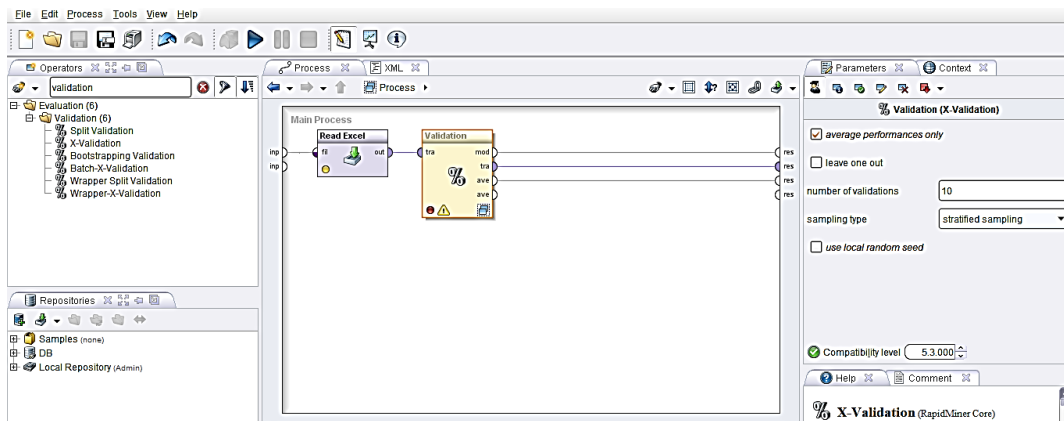 File Edit Process Tools View Help
Operators
validation
Evaluation (6)
Validation (6)
Split Validation
X-Validation
Bootstrapping Validation
Batch-X-Validation
Wrapper Split Validation
Wrapper-X-Validation
Repositories
Samples (none)
DB
Local Repository (Admin)
Process XML
Process
Main Process
Read Excel
Validation
inp
inp
fil
out
tra
mod
tra
ave
ave
res
res
res
res
Parameters Context
Validation (X-Validation)
average performances only
leave one out
number of validations 10
sampling type stratified sampling
use local random seed
Compatibility level 5.3.000
Help Comment
X-Validation (RapidMiner Core)